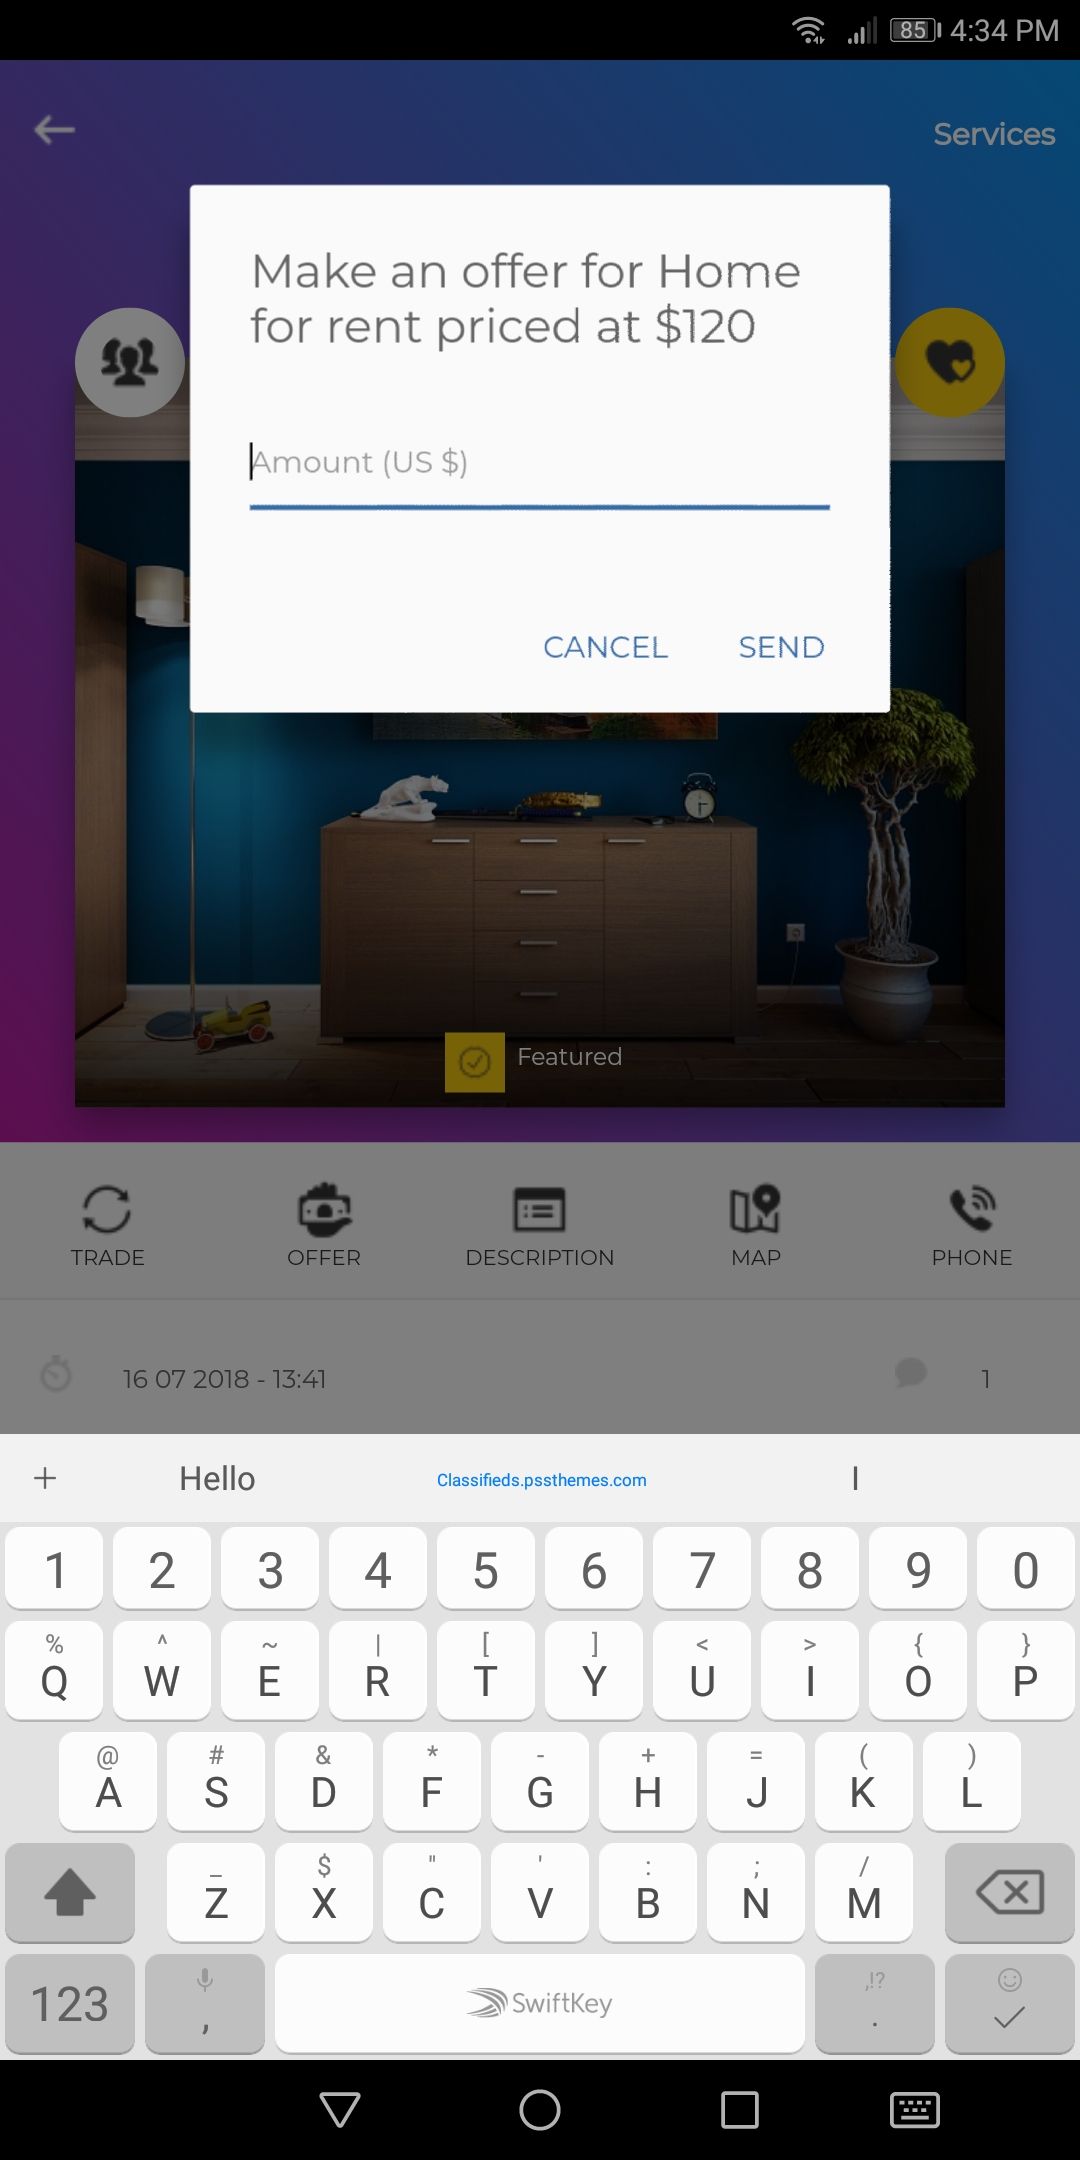 85 4:34 PM
Services
Make an offer for Home
for rent priced at $120
Amount (US $)
CANCEL SEND
Featured
TRADE OFFER DESCRIPTION MAP PHONE
16 07 2018 - 13:41 1
+ Hello Classifieds.pssthemes.com I
1 2 3 4 5 6 7 8 9 0
% ^ ~ | [ ] < > { }
Q W E R T Y U I O P
@ # & * - + = ( )
A S D F G H J K L
_ $ " ' : ; /
Z X C V B N M
,!?
123 , SwiftKey .